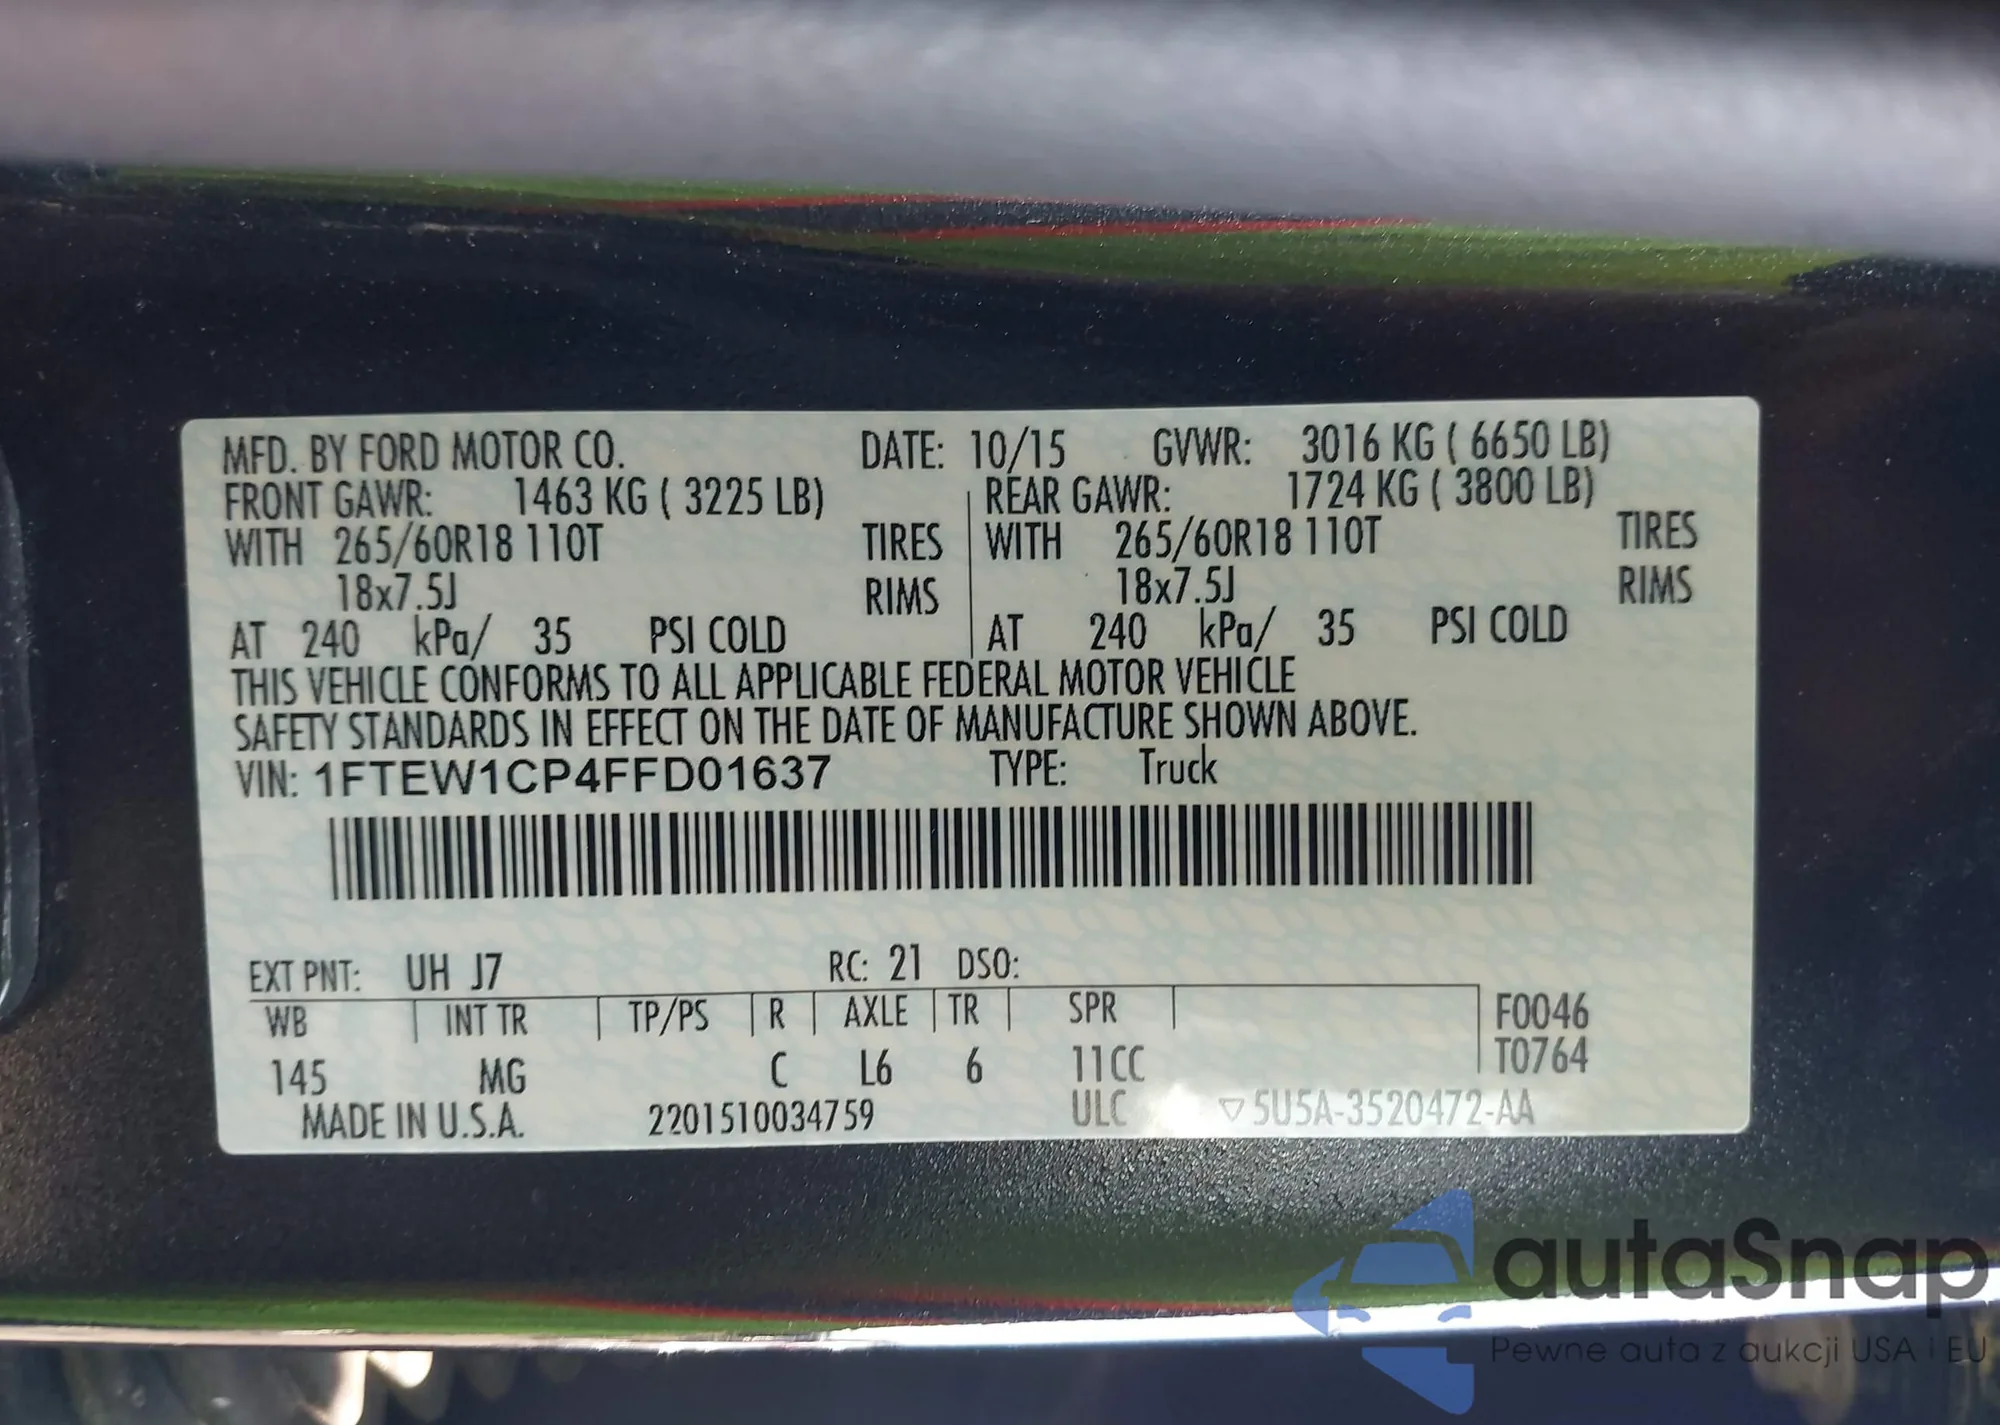 MFD. BY FORD MOTOR CO. DATE: 10/15 GVWR: 3016 KG ( 6650 LB)
FRONT GAWR: 1463 KG ( 3225 LB) REAR GAWR: 1724 KG ( 3800 LB)
WITH 265/60R18 110T TIRES WITH 265/60R18 110T TIRES
18x7.5J RIMS 18x7.5J RIMS
AT 240 kPa/ 35 PSI COLD AT 240 kPa/ 35 PSI COLD
THIS VEHICLE CONFORMS TO ALL APPLICABLE FEDERAL MOTOR VEHICLE
SAFETY STANDARDS IN EFFECT ON THE DATE OF MANUFACTURE SHOWN ABOVE.
VIN: 1FTEW1CP4FFD01637 TYPE: Truck
EXT PNT: UH J7 RC: 21 DSO:
WB INT TR TP/PS R AXLE TR SPR F0046
145 MG C L6 6 11CC T0764
MADE IN U.S.A. 2201510034759 ULC ▽5U5A-3520472-AA
autaSnap
Pewne auta z aukcji USA i EU